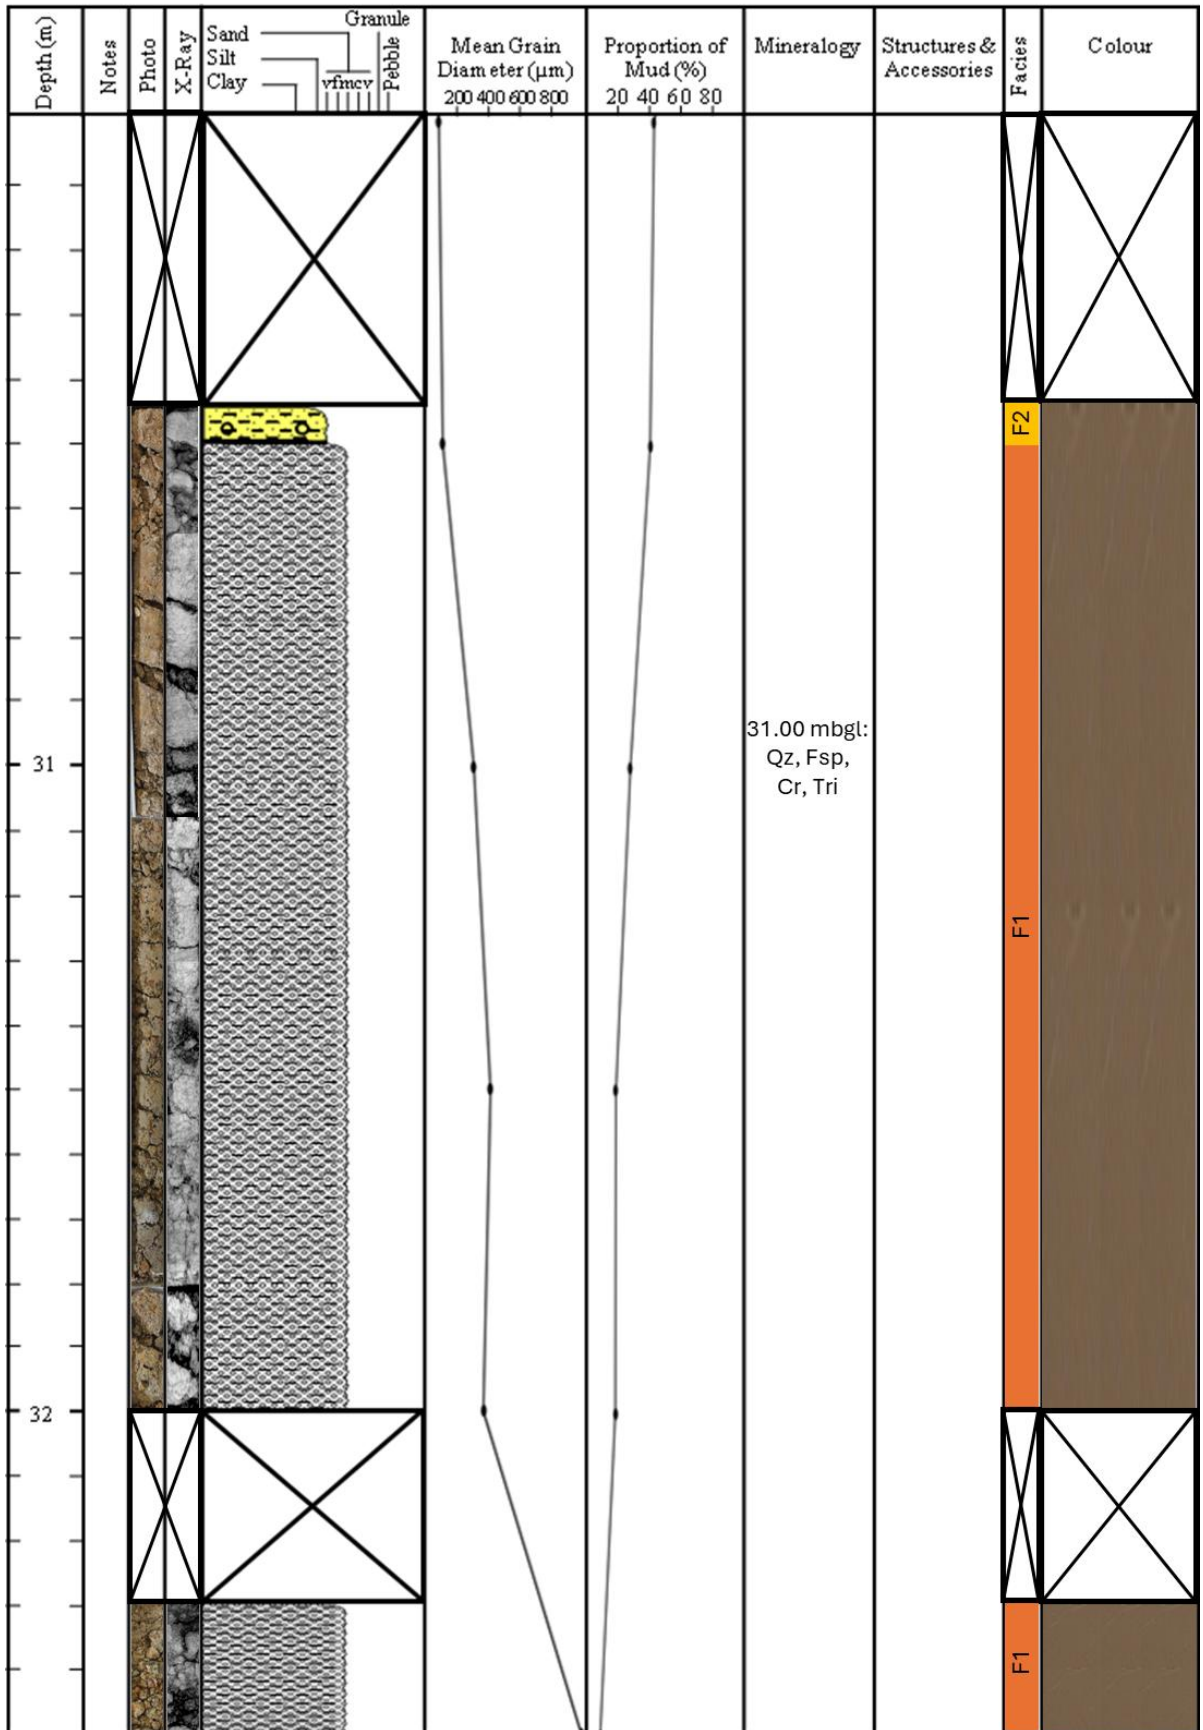 Depth (m)
Notes
Photo
X-Ray
Sand
Silt
Clay
vfmcv
Granule
Pebble
Mean Grain
Diameter (μm)
200 400 600 800
Proportion of
Mud (%)
20 40 60 80
Mineralogy
Structures &
Accessories
Facies
Colour
F2
31
31.00 mbgl:
Qz, Fsp,
Cr, Tri
F1
32
F1